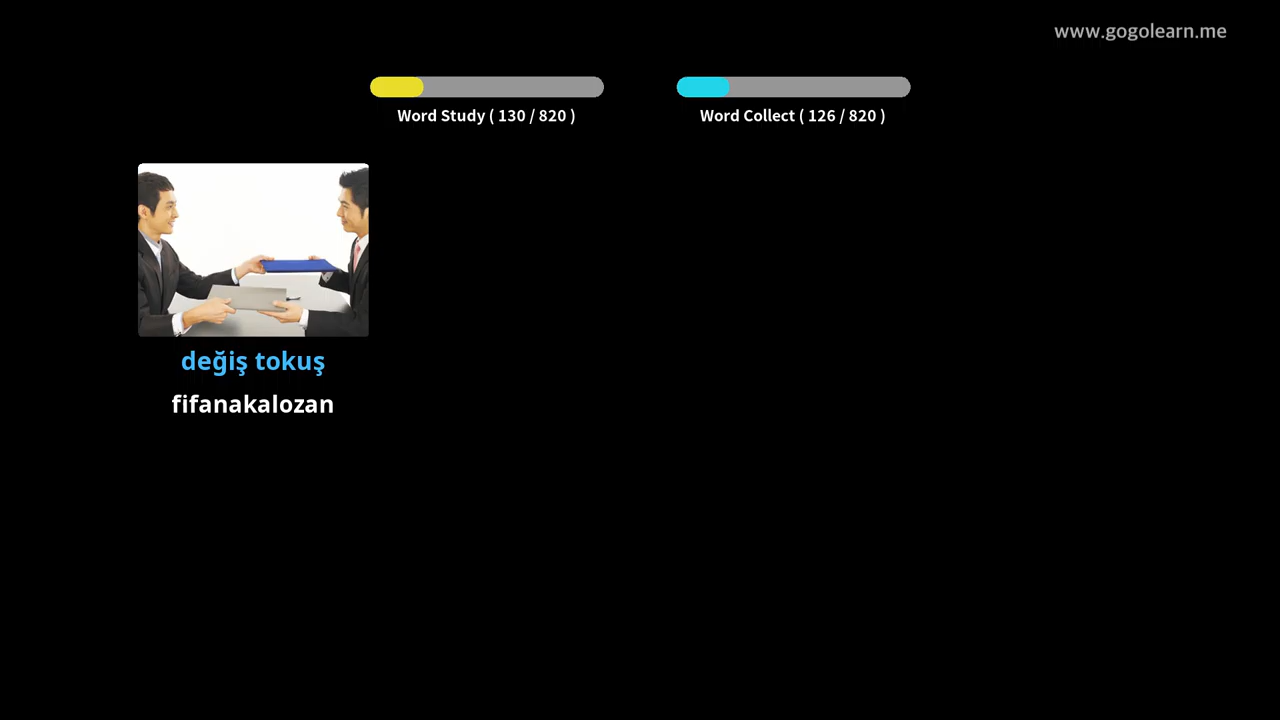 www.gogolearn.me
Word Study ( 130 / 820 )
Word Collect ( 126 / 820 )
değiş tokuş
fifanakalozan